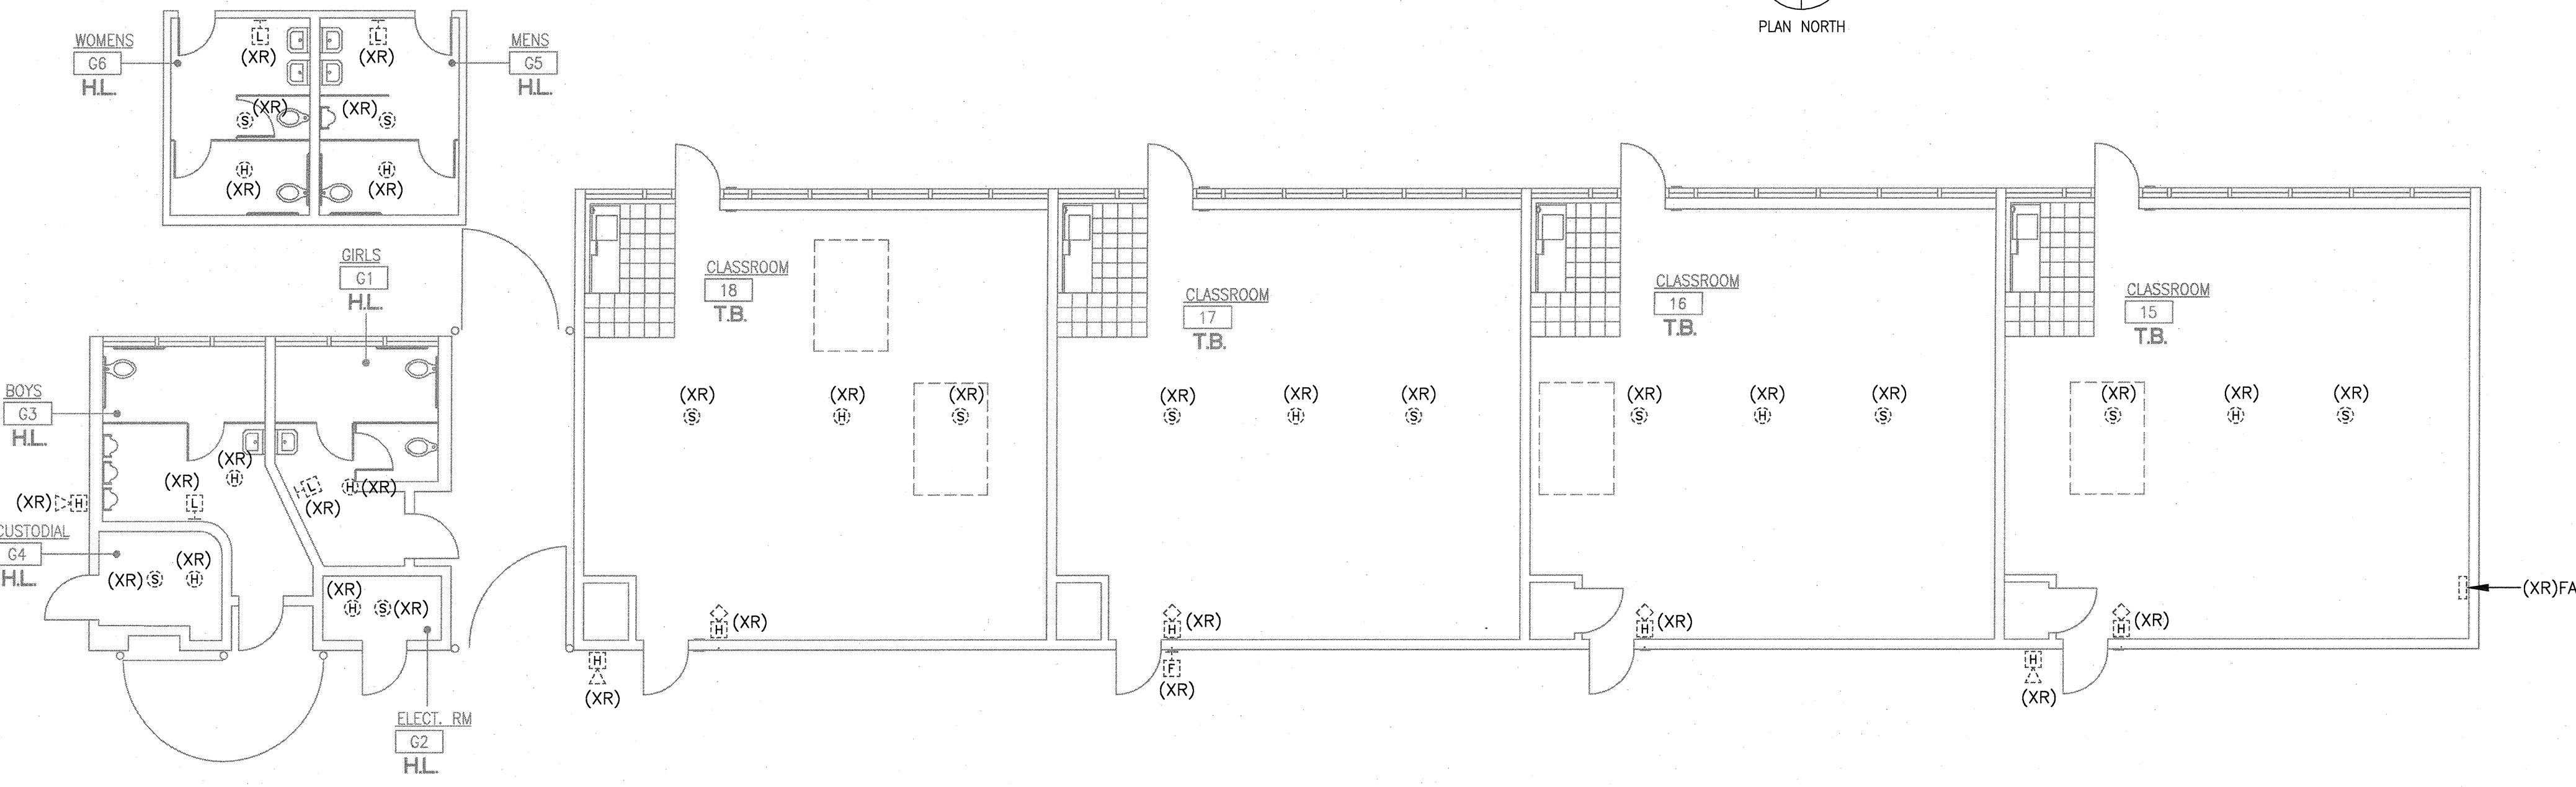 PLAN NORTH
WOMENS
G6
H.L.
L
(XR)
L
(XR)
MENS
G5
H.L.
(XR)
S
(XR)
S
H
(XR)
H
(XR)
GIRLS
G1
H.L.
BOYS
G3
H.L.
(XR)
H
(XR)
L
L
(XR)
H
(XR)
(XR)
H
CUSTODIAL
G4
H.L.
(XR)
S
(XR)
H
(XR)
H
S
(XR)
ELECT. RM
G2
H.L.
CLASSROOM
18
T.B.
(XR)
S
(XR)
H
(XR)
S
H
(XR)
H
(XR)
CLASSROOM
17
T.B.
(XR)
S
(XR)
H
(XR)
S
H
(XR)
F
(XR)
CLASSROOM
16
T.B.
(XR)
S
(XR)
H
(XR)
S
H
(XR)
CLASSROOM
15
T.B.
(XR)
S
(XR)
H
(XR)
S
H
(XR)
H
(XR)
(XR)FA